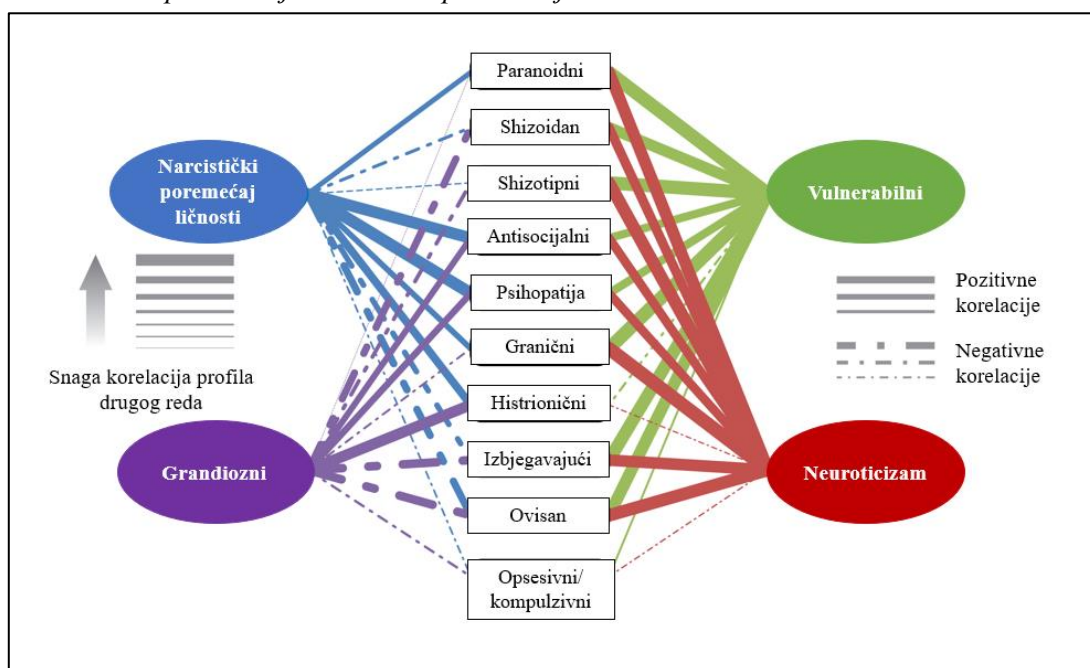 Paranoidni
Shizoidan
Narcistički
poremećaj
ličnosti
Shizotipni
Vulnerabilni
Antisocijalni
Psihopatija
Pozitivne
korelacije
Granični
Negativne
korelacije
Snaga korelacija profila
drugog reda
Histrionični
Grandiozni
Izbjegavajući
Neuroticizam
Ovisan
Opsesivni/
kompulzivni